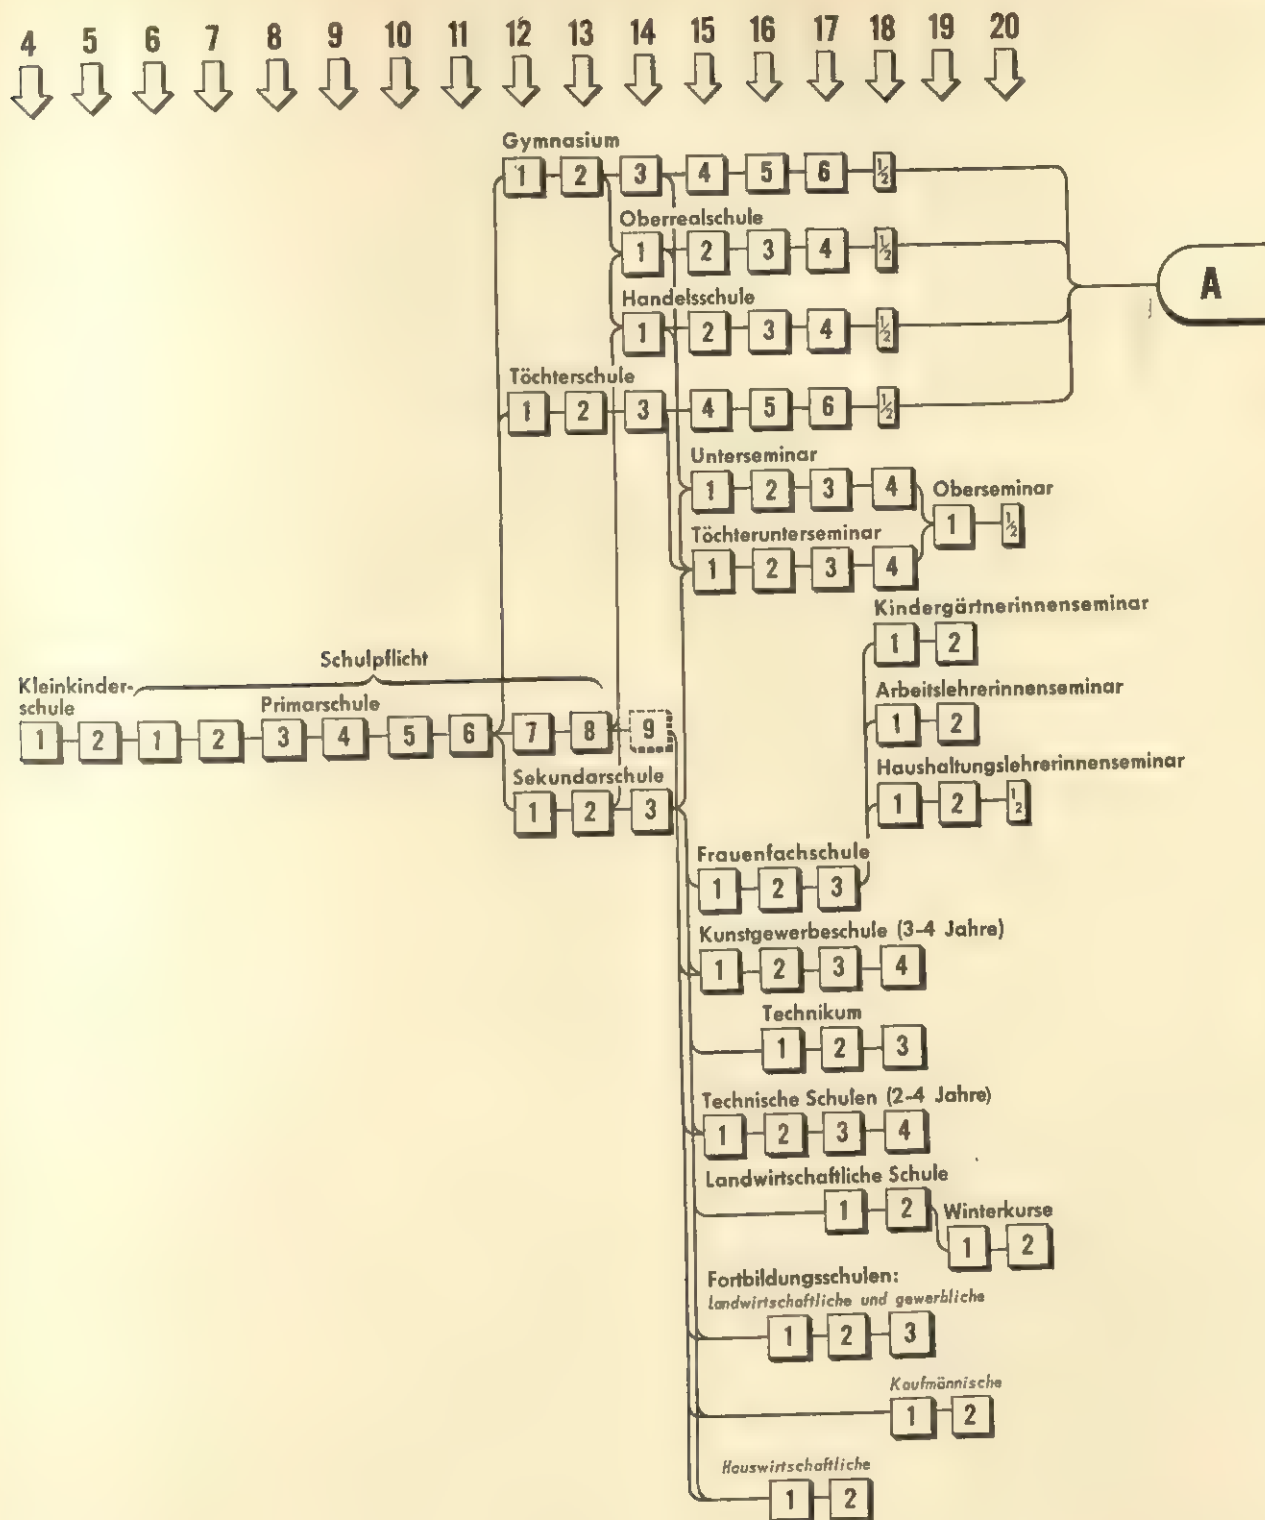 4 5 6 7 8 9 10 11 12 13 14 15 16 17 18 19 20
Gymnasium
1 2 3 4 5 6 1/2
Oberrealschule
1 2 3 4 1/2
A
Handelsschule
1 2 3 4 1/2
Töchterschule
1 2 3 4 5 6 1/2
Unterseminar
1 2 3 4
Oberseminar
1 1/2
Töchterunterseminar
1 2 3 4
Kindergärtnerinnenseminar
1 2
Schulpflicht
Kleinkinder-
schule
1 2
Primarschule
1 2 3 4 5 6 7 8 9
Arbeitslehrerinnenseminar
1 2
Sekundarschule
1 2 3
Haushaltungslehrerinnenseminar
1 2 1/2
Frauenfachschule
1 2 3
Kunstgewerbeschule (3-4 Jahre)
1 2 3 4
Technikum
1 2 3
Technische Schulen (2-4 Jahre)
1 2 3 4
Landwirtschaftliche Schule
1 2
Winterkurse
1 2
Fortbildungsschulen:
landwirtschaftliche und gewerbliche
1 2 3
Kaufmännische
1 2
Hauswirtschaftliche
1 2